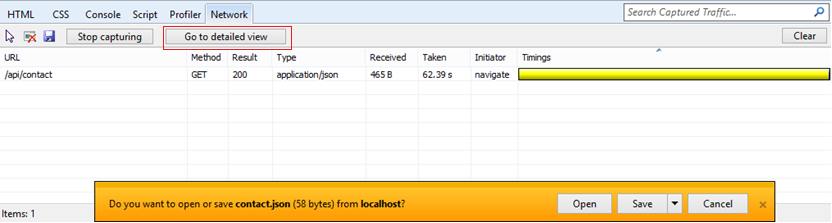 HTML CSS Console Script Profiler Network Search Captured Traffic...
Stop capturing Go to detailed view Clear
URL Method Result Type Received Taken Initiator Timings
/api/contact GET 200 application/json 465 B 62.39 s navigate
Do you want to open or save contact.json (58 bytes) from localhost? Open Save Cancel ×
Items: 1